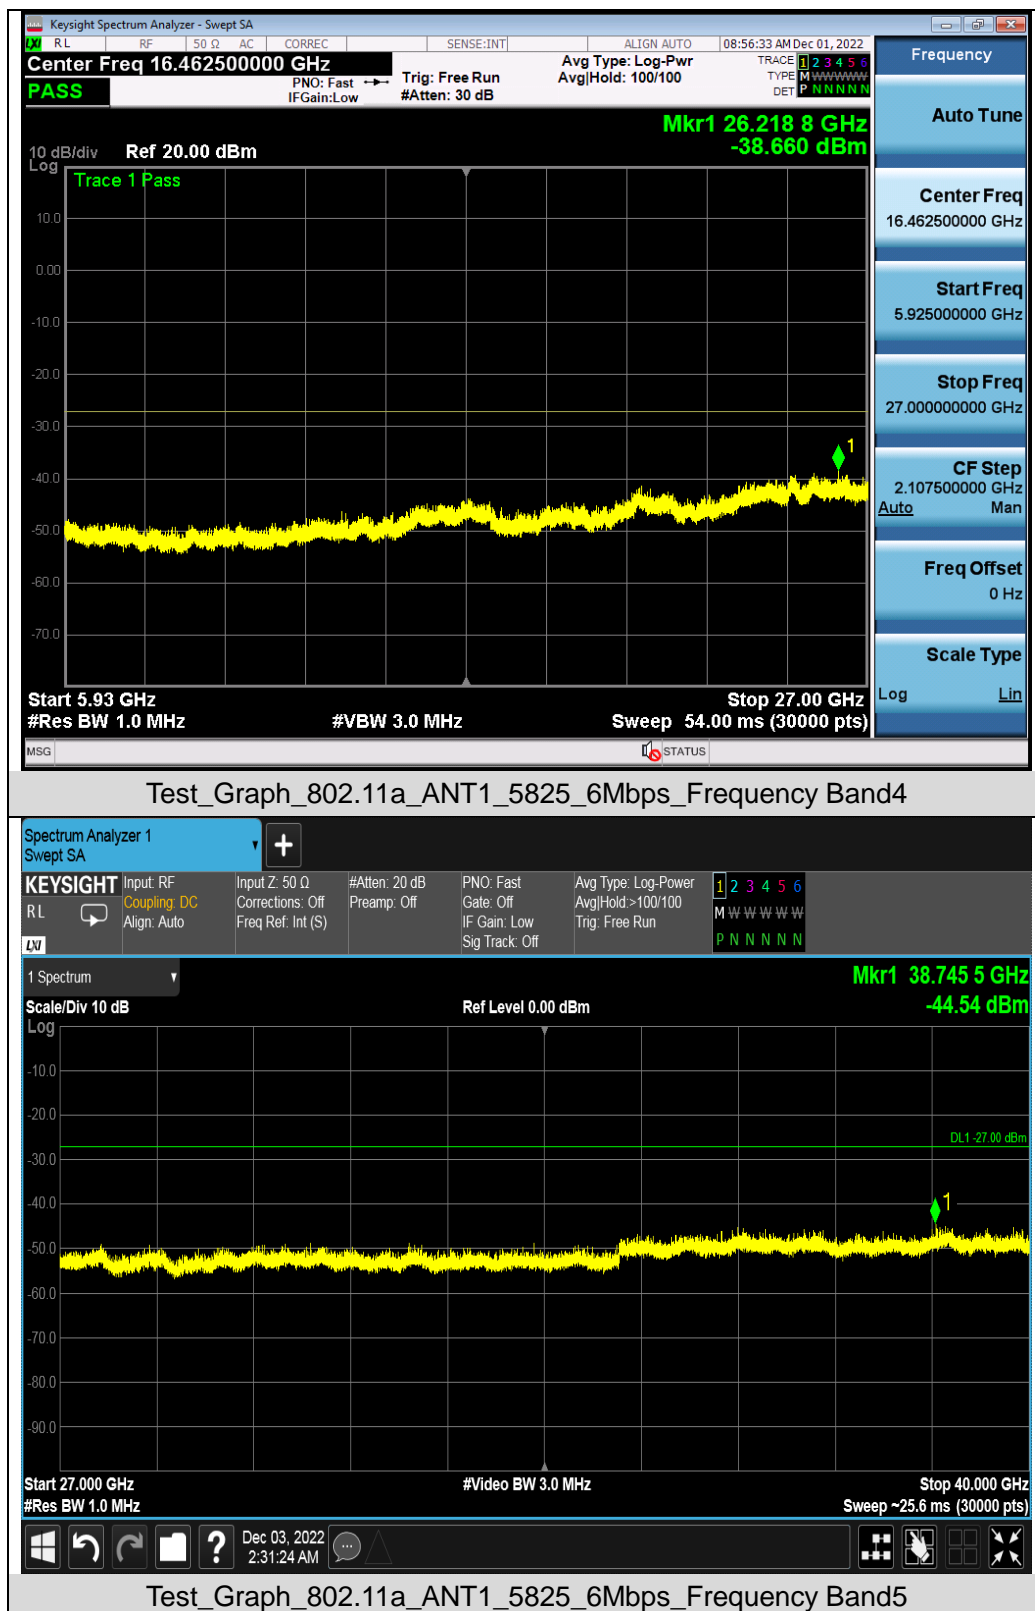 Keysight Spectrum Analyzer - Swept SA
LXI RL RF 50 Ω AC CORREC SENSE:INT ALIGN AUTO 08:56:33 AM Dec 01, 2022
Center Freq 16.462500000 GHz
PASS
PNO: Fast
IFGain:Low
Trig: Free Run
#Atten: 30 dB
Avg Type: Log-Pwr
Avg|Hold: 100/100
TRACE 1 2 3 4 5 6
TYPE M W W W W W
DET P N N N N N
Mkr1 26.218 8 GHz
-38.660 dBm
10 dB/div Ref 20.00 dBm
Log
Trace 1 Pass
10.0
0.00
-10.0
-20.0
-30.0
1
-40.0
-50.0
-60.0
-70.0
Start 5.93 GHz Stop 27.00 GHz
#Res BW 1.0 MHz #VBW 3.0 MHz Sweep 54.00 ms (30000 pts)
MSG STATUS
Frequency
Auto Tune
Center Freq
16.462500000 GHz
Start Freq
5.925000000 GHz
Stop Freq
27.000000000 GHz
CF Step
2.107500000 GHz
Auto Man
Freq Offset
0 Hz
Scale Type
Log Lin
Test_Graph_802.11a_ANT1_5825_6Mbps_Frequency Band4
Spectrum Analyzer 1
Swept SA
+
KEYSIGHT
RL
LXI
Input: RF
Coupling: DC
Align: Auto
Input Z: 50 Ω
Corrections: Off
Freq Ref: Int (S)
#Atten: 20 dB
Preamp: Off
PNO: Fast
Gate: Off
IF Gain: Low
Sig Track: Off
Avg Type: Log-Power
Avg|Hold:>100/100
Trig: Free Run
1 2 3 4 5 6
M W W W W W
P N N N N N
1 Spectrum
Mkr1 38.745 5 GHz
-44.54 dBm
Scale/Div 10 dB Ref Level 0.00 dBm
Log
-10.0
-20.0
DL1 -27.00 dBm
-30.0
-40.0
1
-50.0
-60.0
-70.0
-80.0
-90.0
Start 27.000 GHz #Video BW 3.0 MHz Stop 40.000 GHz
#Res BW 1.0 MHz Sweep ~25.6 ms (30000 pts)
? Dec 03, 2022
2:31:24 AM
Test_Graph_802.11a_ANT1_5825_6Mbps_Frequency Band5